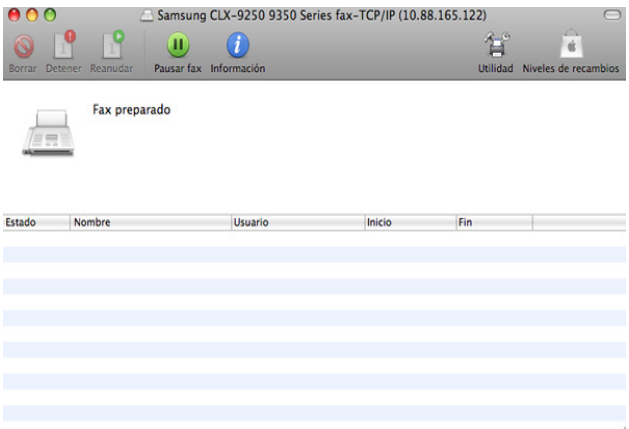 Samsung CLX-9250 9350 Series fax-TCP/IP (10.88.165.122)
Borrar Detener Reanudar Pausar fax Información Utilidad Niveles de recambios
Fax preparado
Estado Nombre Usuario Inicio Fin